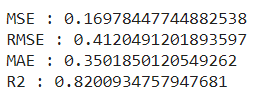 MSE : 0.16978447744882538
RMSE : 0.4120491201893597
MAE : 0.3501850120549262
R2 : 0.8200934757947681